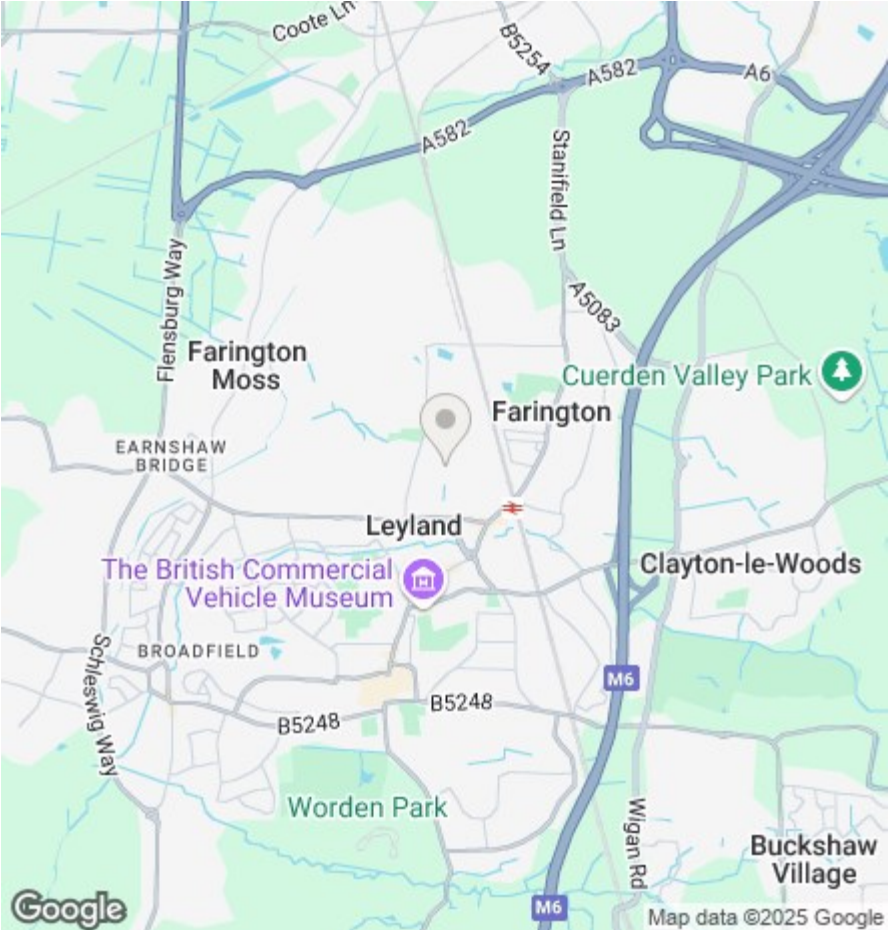 Coote Ln
B5254
A582
A6
A582
Stanifield Ln
Flensburg Way
A5083
Farington
Moss
Cuerden Valley Park
Farington
EARNSHAW
BRIDGE
Leyland
The British Commercial
Vehicle Museum
Clayton-le-Woods
Schleswig Way
BROADFIELD
M6
B5248
B5248
Worden Park
Wigan Rd
Buckshaw
Village
Google
M6
Map data ©2025 Google